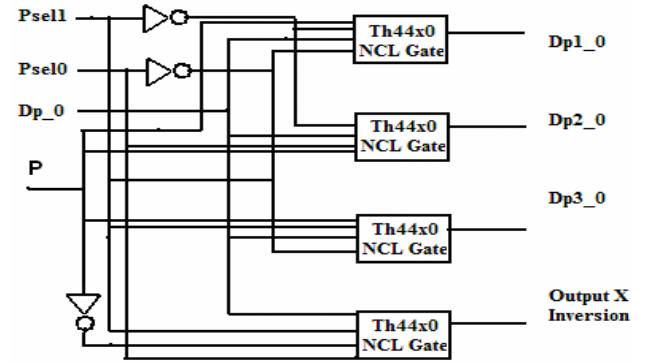 Psel1
Th44x0
NCL Gate
Dp1_0
Psel0
Dp_0
Th44x0
NCL Gate
Dp2_0
P
Dp3_0
Th44x0
NCL Gate
Output X
Inversion
Th44x0
NCL Gate